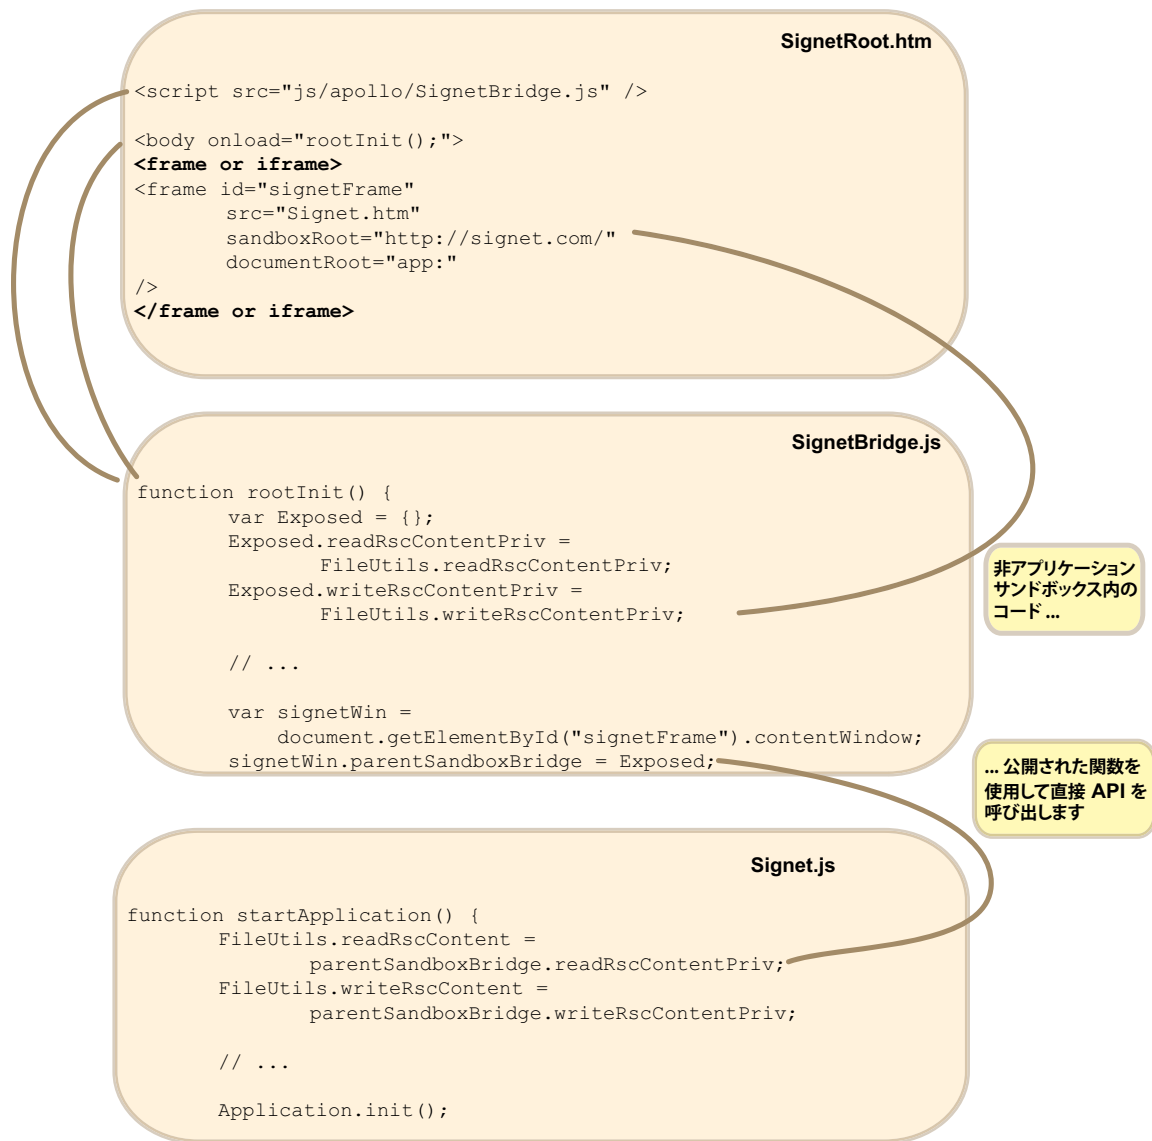 SignetRoot.htm
<script src="js/apollo/SignetBridge.js" />
<body onload="rootInit();">
<frame or iframe>
<frame id="signetFrame"
src="Signet.htm"
sandboxRoot="http://signet.com/"
documentRoot="app:"
/>
</frame or iframe>
SignetBridge.js
function rootInit() {
var Exposed = {};
Exposed.readRscContentPriv =
FileUtils.readRscContentPriv;
Exposed.writeRscContentPriv =
FileUtils.writeRscContentPriv;
// ...
var signetWin =
document.getElementById("signetFrame").contentWindow;
signetWin.parentSandboxBridge = Exposed;
非アプリケーション
サンドボックス内の
コード ...
... 公開された関数を
使用して直接 API を
呼び出します
Signet.js
function startApplication() {
FileUtils.readRscContent =
parentSandboxBridge.readRscContentPriv;
FileUtils.writeRscContent =
parentSandboxBridge.writeRscContentPriv;
// ...
Application.init();